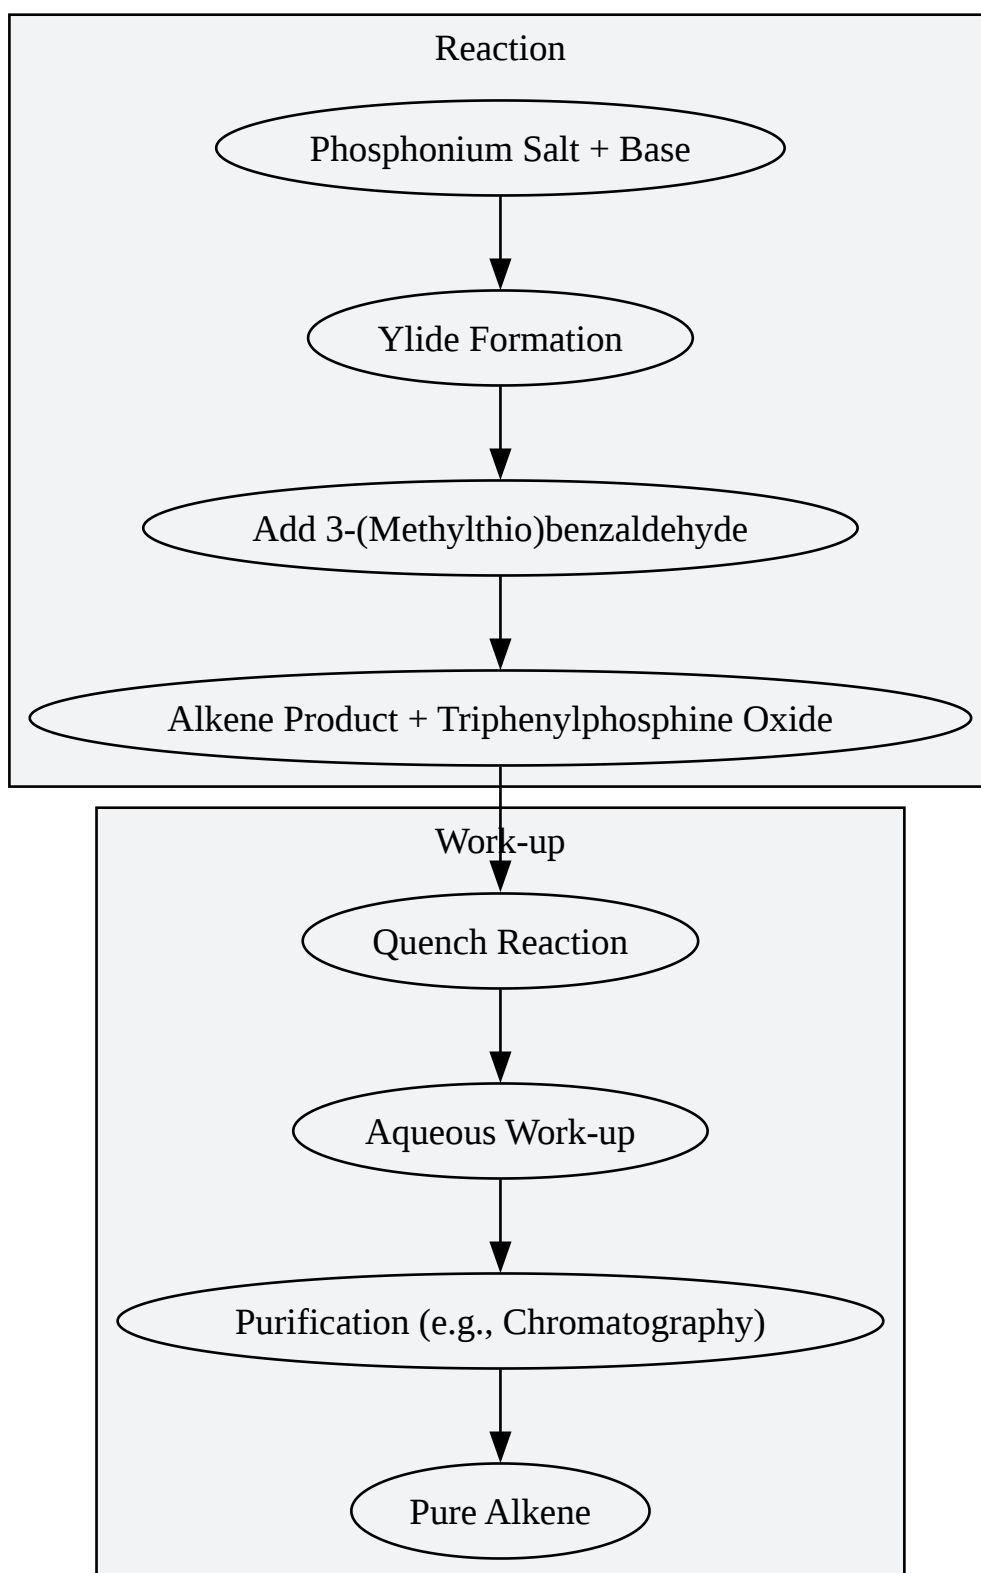 Reaction
Phosphonium Salt + Base
Ylide Formation
Add 3-(Methylthio)benzaldehyde
Alkene Product + Triphenylphosphine Oxide
Work-up
Quench Reaction
Aqueous Work-up
Purification (e.g., Chromatography)
Pure Alkene